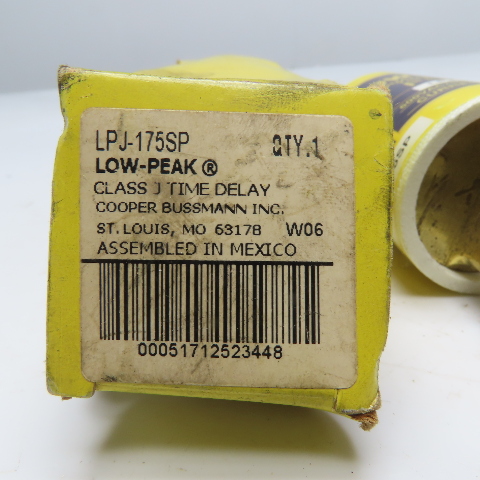 LPJ-175SP QTY.1
LOW-PEAK ®
CLASS J TIME DELAY
COOPER BUSSMANN INC.
ST. LOUIS, MO 63178 W06
ASSEMBLED IN MEXICO
00051712523448